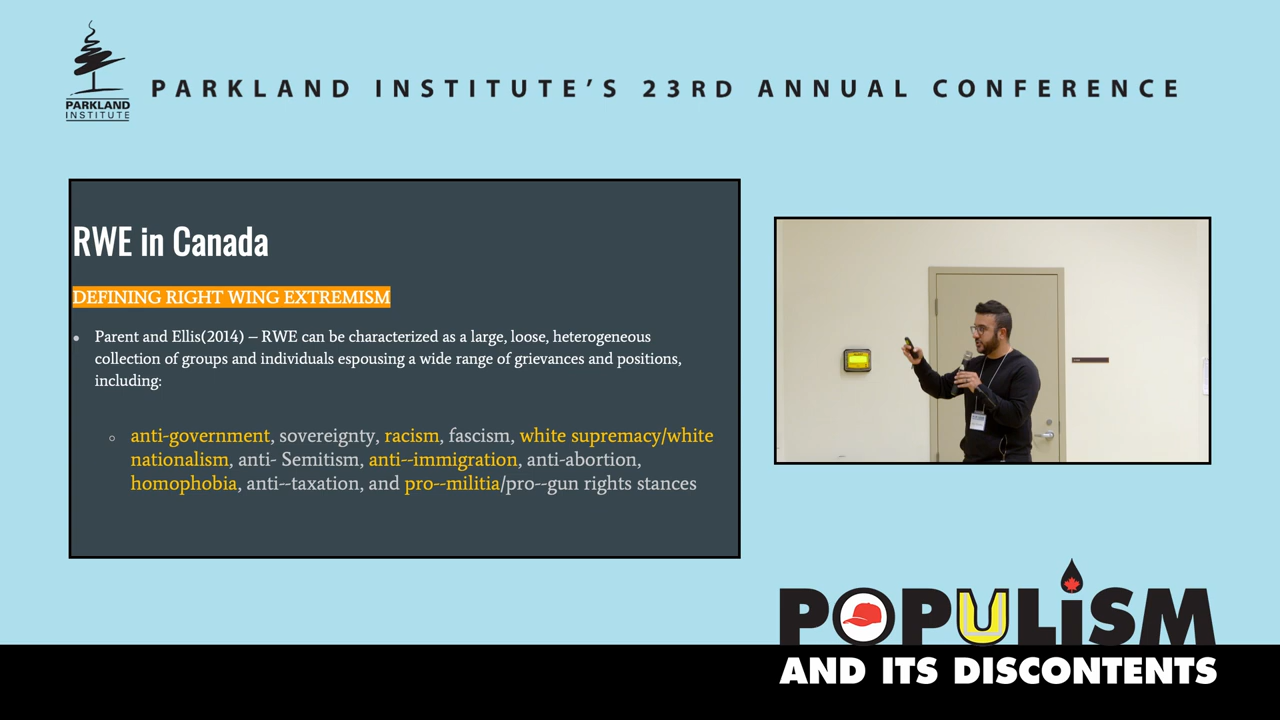 PARKLAND
INSTITUTE
PARKLAND INSTITUTE'S 23RD ANNUAL CONFERENCE
RWE in Canada
DEFINING RIGHT WING EXTREMISM
• Parent and Ellis(2014) – RWE can be characterized as a large, loose, heterogeneous
collection of groups and individuals espousing a wide range of grievances and positions,
including:
○ anti-government, sovereignty, racism, fascism, white supremacy/white
nationalism, anti- Semitism, anti--immigration, anti-abortion,
homophobia, anti--taxation, and pro--militia/pro--gun rights stances
POPULiSM
AND ITS DISCONTENTS